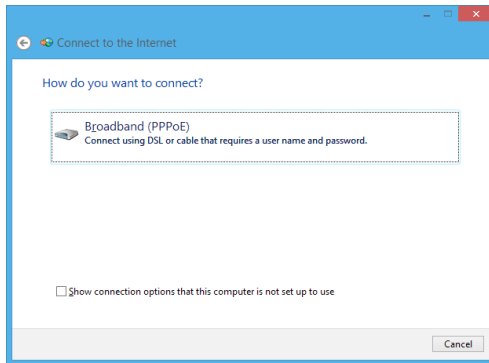 Connect to the Internet
How do you want to connect?
Broadband (PPPoE)
Connect using DSL or cable that requires a user name and password.
Show connection options that this computer is not set up to use
Cancel